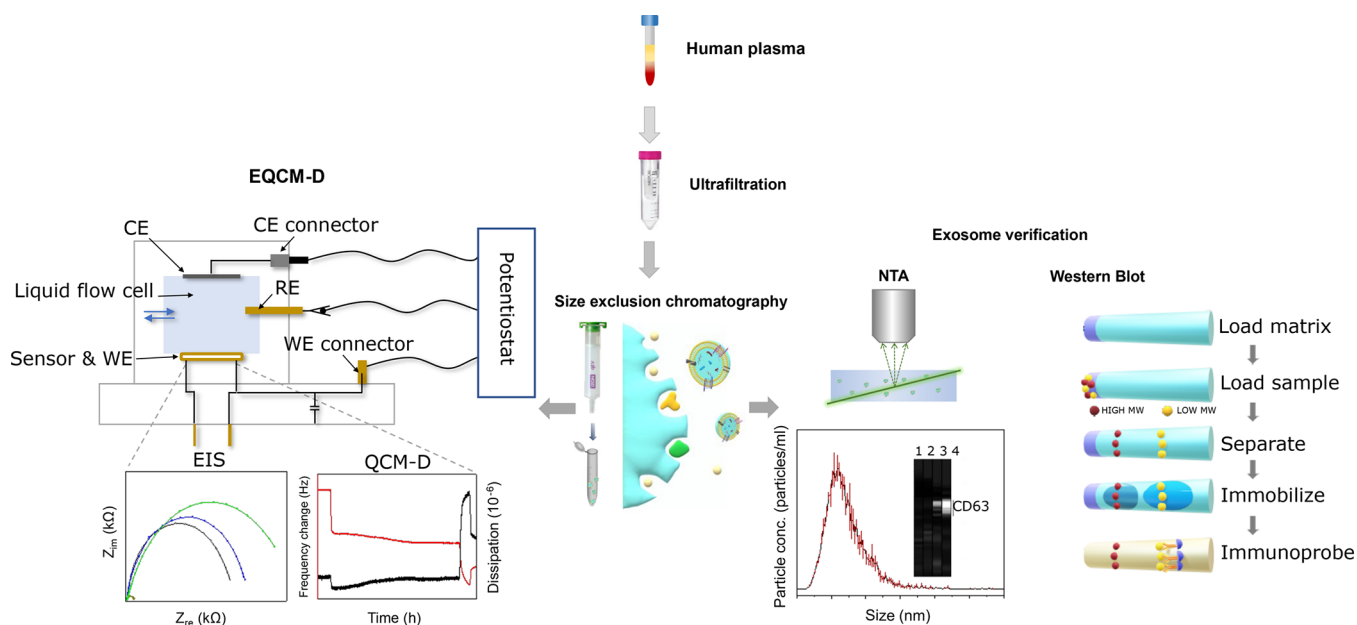 Human plasma
Ultrafiltration
EQCM-D
CE
CE connector
Liquid flow cell
RE
Sensor & WE
WE connector
Potentiostat
Size exclusion chromatography
Exosome verification
NTA
Western Blot
Load matrix
Load sample
HIGH MW
LOW MW
Separate
Immobilize
Immunoprobe
EIS
Zim (kΩ)
Zre (kΩ)
QCM-D
Frequency change (Hz)
Dissipation (10-6)
Time (h)
Particle conc. (particles/ml)
1 2 3 4
CD63
Size (nm)